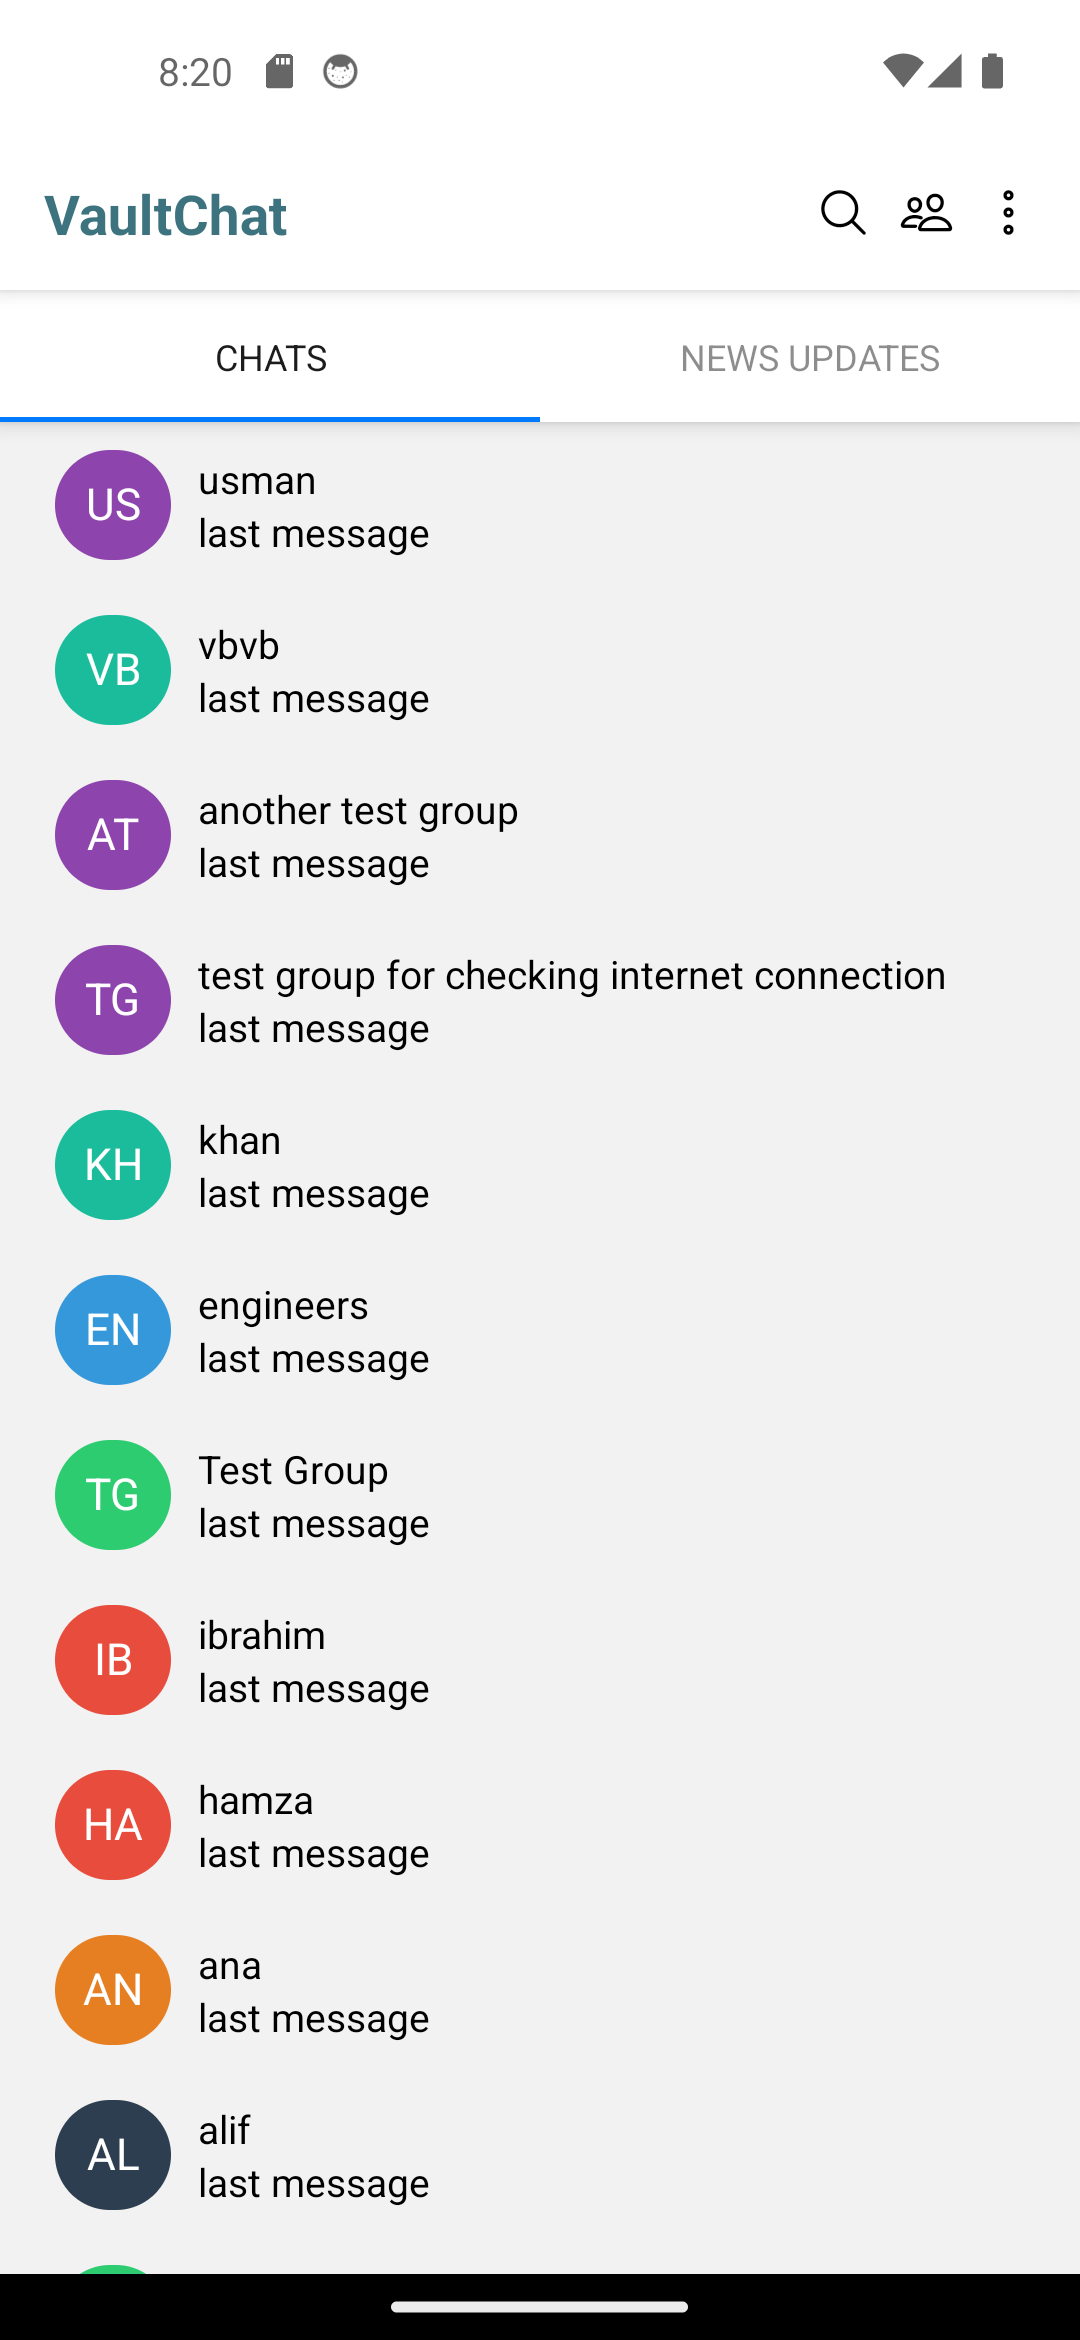 8:20
VaultChat
CHATS
NEWS UPDATES
US
usman
last message
VB
vbvb
last message
AT
another test group
last message
TG
test group for checking internet connection
last message
KH
khan
last message
EN
engineers
last message
TG
Test Group
last message
IB
ibrahim
last message
HA
hamza
last message
AN
ana
last message
AL
alif
last message